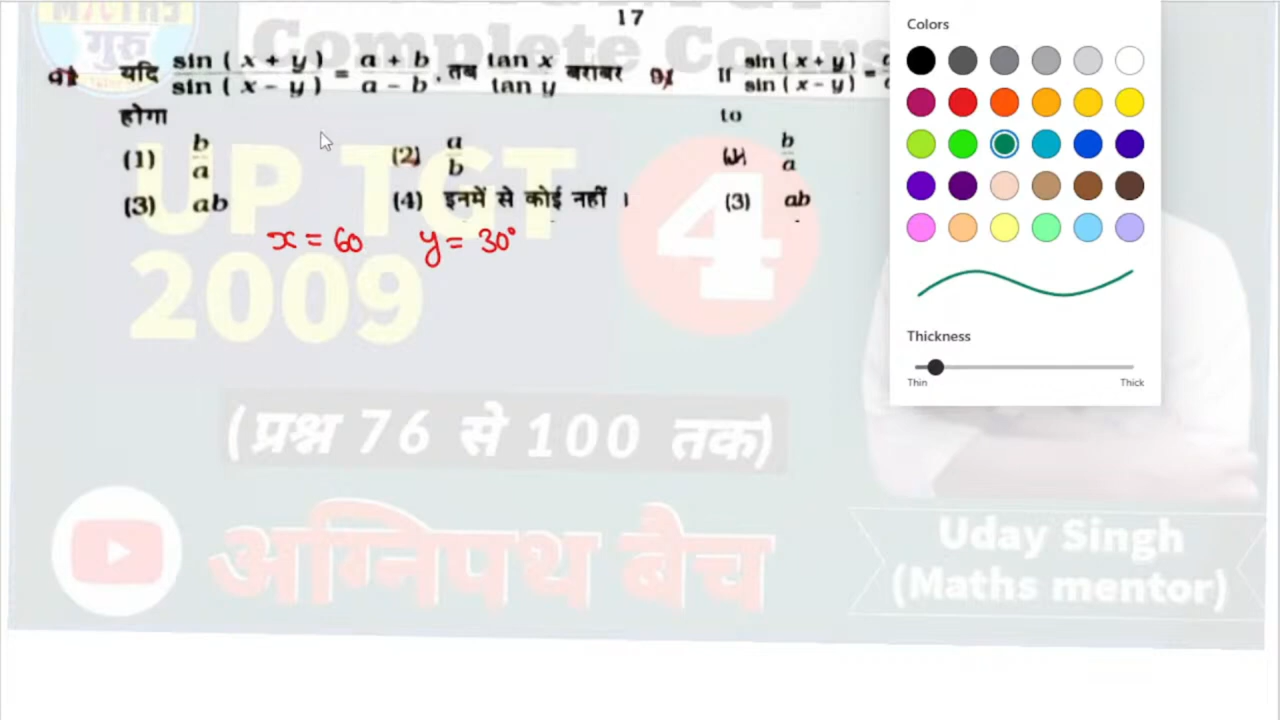 17
यदि sin ( x + y ) / sin ( x – y ) = a + b / a – b , तब tan x / tan y बराबर
होगा
(1) b/a (2) a/b
(3) ab (4) इनमें से कोई नहीं ।
x = 60 y = 30°
If sin ( x + y ) / sin ( x – y ) =
to
b/a
(3) ab
Complete Cours
गुरु
UP TGT
2009
4
(प्रश्न 76 से 100 तक)
अग्निपथ बैच
Uday Singh
(Maths mentor)
Colors
Thickness
Thin Thick